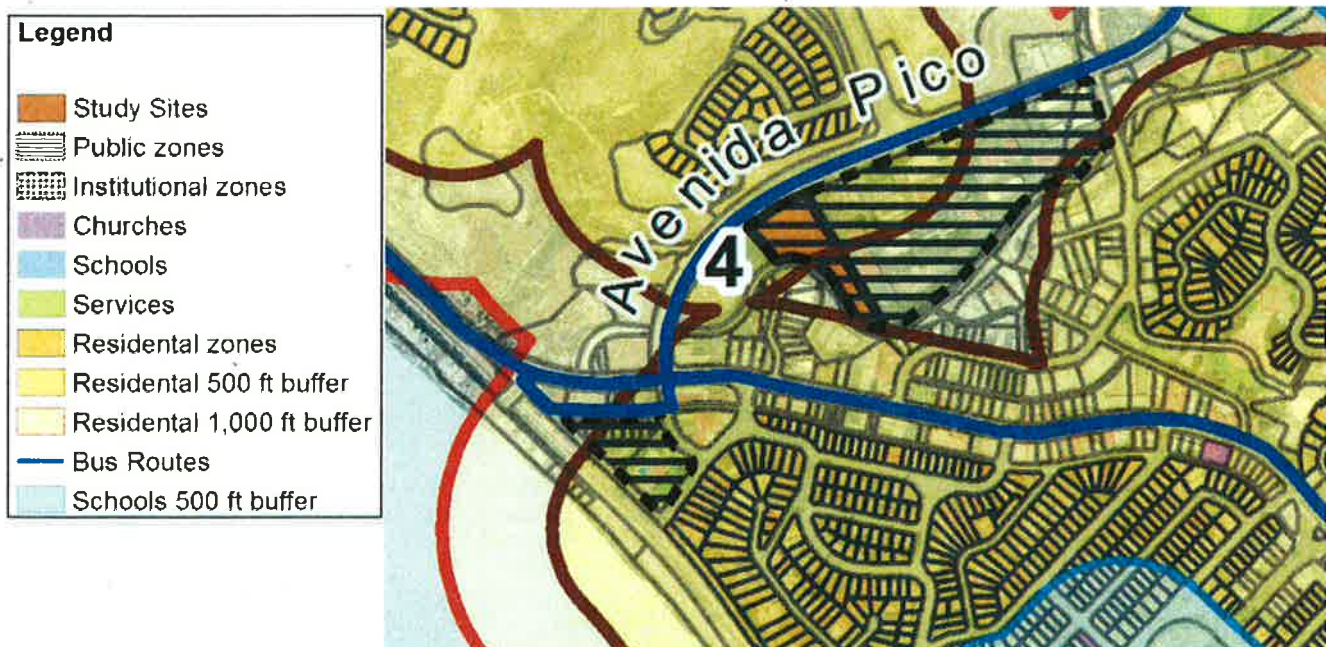 Legend
Study Sites
Public zones
Institutional zones
Churches
Schools
Services
Residental zones
Residental 500 ft buffer
Residental 1,000 ft buffer
Bus Routes
Schools 500 ft buffer
Avenida Pico
4